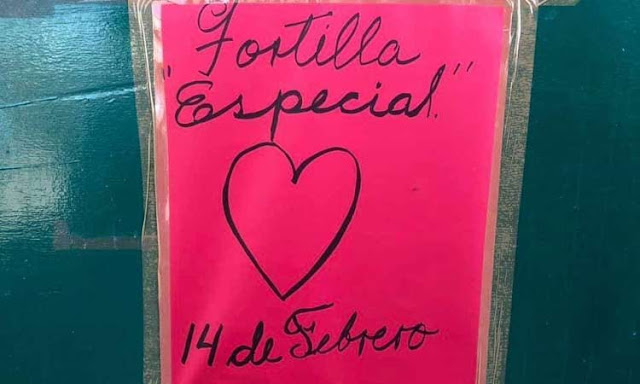 Tortilla
"Especial."
14 de Febrero